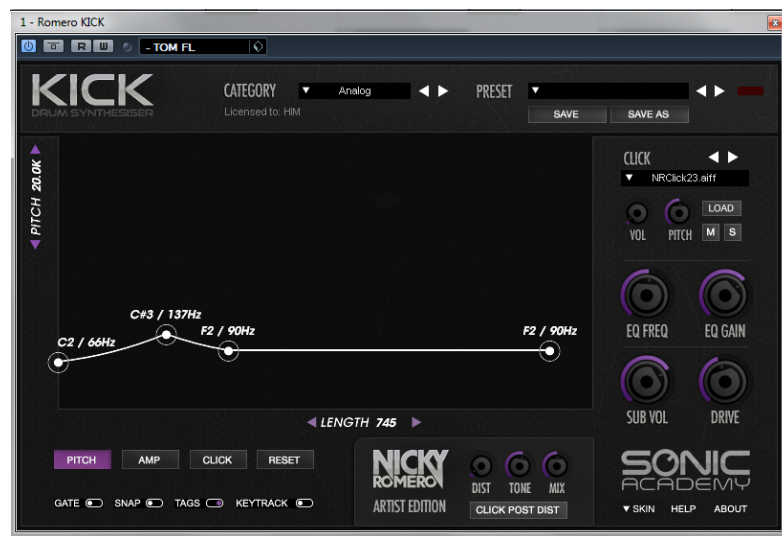 1 - Romero KICK
R W - TOM FL
KICK
DRUM SYNTHESISER
CATEGORY Analog PRESET
Licensed to: HIM
SAVE SAVE AS
PITCH 20.0K
CLICK
NRClick23.aiff
LOAD
VOL PITCH M S
EQ FREQ EQ GAIN
SUB VOL DRIVE
C2 / 66Hz
C#3 / 137Hz
F2 / 90Hz
F2 / 90Hz
LENGTH 745
PITCH AMP CLICK RESET
GATE SNAP TAGS KEYTRACK
NICKY
ROMERO
ARTIST EDITION
DIST TONE MIX
CLICK POST DIST
SONIC
ACADEMY
SKIN HELP ABOUT